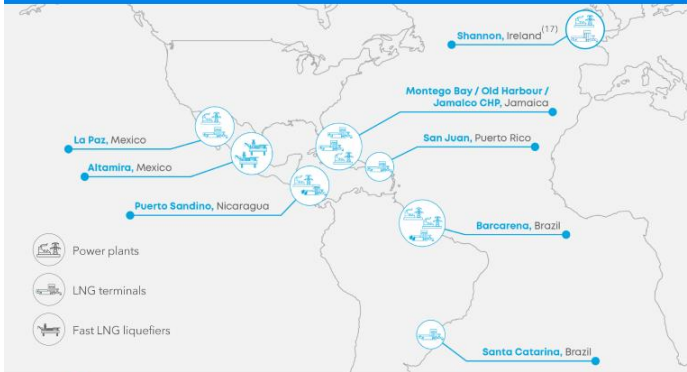 Shannon, Ireland(17)
Montego Bay / Old Harbour /
Jamalco CHP, Jamaica
La Paz, Mexico
San Juan, Puerto Rico
Altamira, Mexico
Puerto Sandino, Nicaragua
Barcarena, Brazil
Power plants
LNG terminals
Fast LNG liquefiers
Santa Catarina, Brazil